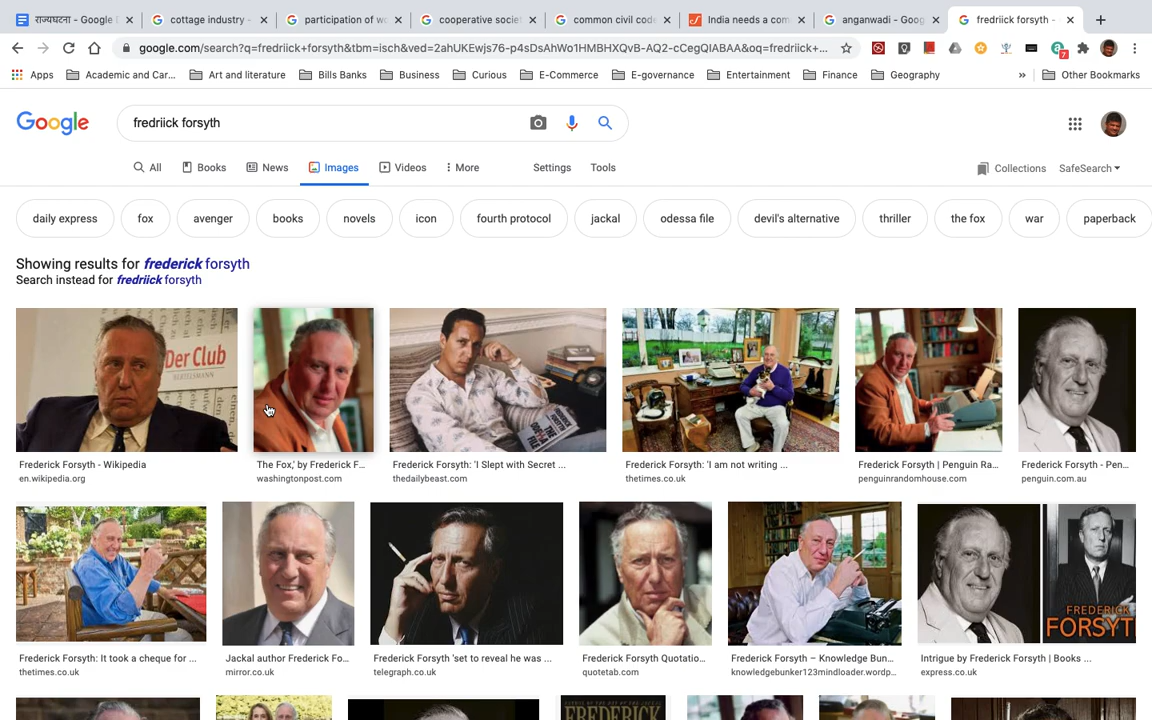 राज्यघटना - Google
cottage industry -
participation of w
cooperative socie
common civil cod
India needs a com
anganwadi - Goog
fredriick forsyth -
google.com/search?q=fredriick+forsyth&tbm=isch&ved=2ahUKEwjs76-p4sDsAhWo1HMBHXQvB-AQ2-cCegQIABAA&oq=fredriick+...
7
Apps
Academic and Car...
Art and literature
Bills Banks
Business
Curious
E-Commerce
E-governance
Entertainment
Finance
Geography
»
Other Bookmarks
Google
fredriick forsyth
All
Books
News
Images
Videos
More
Settings
Tools
Collections
SafeSearch
daily express
fox
avenger
books
novels
icon
fourth protocol
jackal
odessa file
devil's alternative
thriller
the fox
war
paperback
Showing results for frederick forsyth
Search instead for fredriick forsyth
Der Club
BERTELSMANN
Frederick Forsyth - Wikipedia
en.wikipedia.org
The Fox,' by Frederick F...
washingtonpost.com
Frederick Forsyth: 'I Slept with Secret ...
thedailybeast.com
Frederick Forsyth: 'I am not writing ...
thetimes.co.uk
Frederick Forsyth | Penguin Ra...
penguinrandomhouse.com
Frederick Forsyth - Pen...
penguin.com.au
FREDERICK
FORSYT
Frederick Forsyth: It took a cheque for ...
thetimes.co.uk
Jackal author Frederick Fo...
mirror.co.uk
Frederick Forsyth 'set to reveal he was ...
telegraph.co.uk
Frederick Forsyth Quotatio...
quotetab.com
Frederick Forsyth – Knowledge Bun...
knowledgebunker123mindloader.wordp...
Intrigue by Frederick Forsyth | Books ...
express.co.uk
FREDERICK